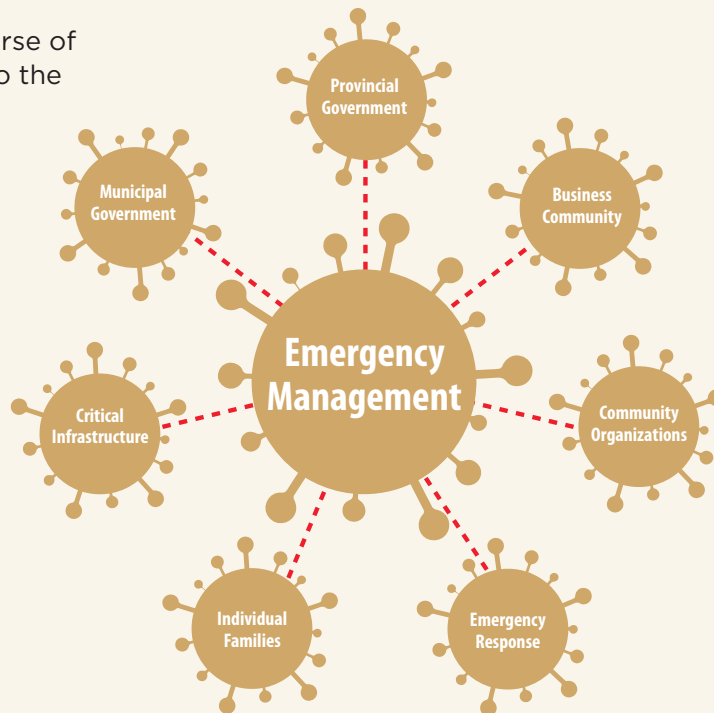 rse of
o the
Provincial
Government
Municipal
Government
Business
Community
Emergency
Management
Critical
Infrastructure
Community
Organizations
Individual
Families
Emergency
Response